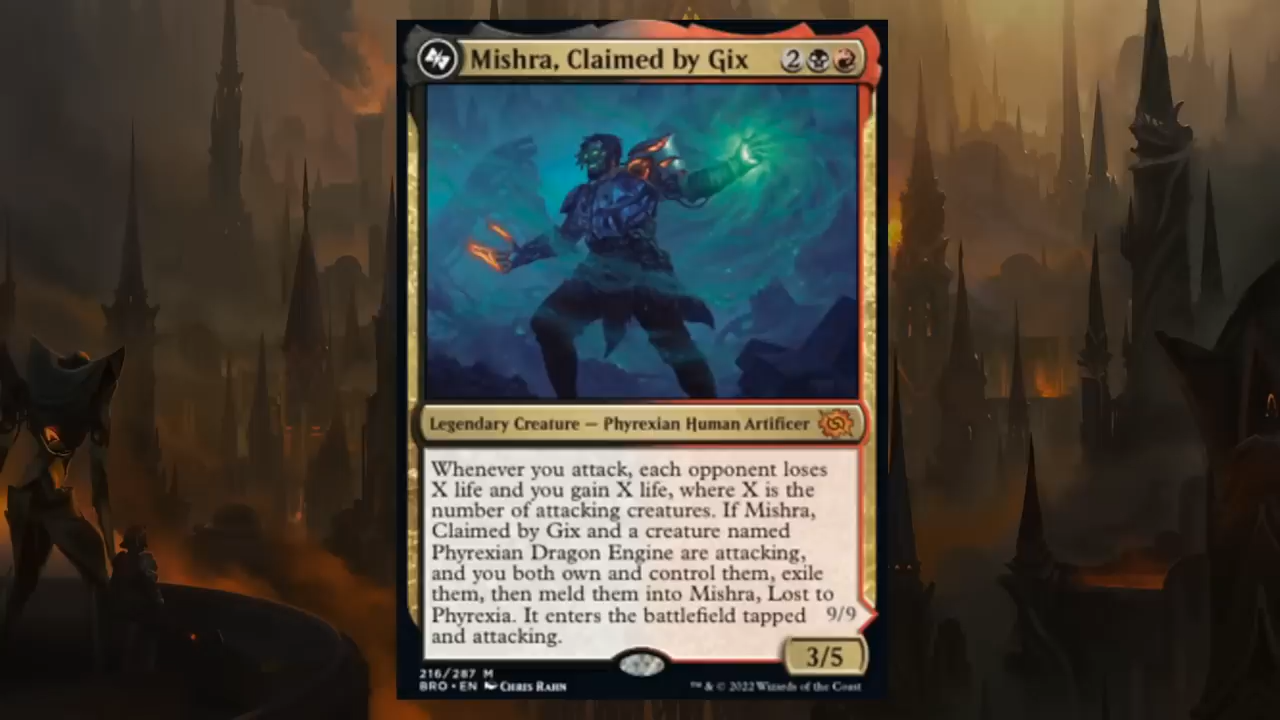 Mishra, Claimed by Gix 2
Legendary Creature — Phyrexian Human Artificer
Whenever you attack, each opponent loses
X life and you gain X life, where X is the
number of attacking creatures. If Mishra,
Claimed by Gix and a creature named
Phyrexian Dragon Engine are attacking,
and you both own and control them, exile
them, then meld them into Mishra, Lost to
Phyrexia. It enters the battlefield tapped 9/9
and attacking.
3/5
216/287 M
BRO • EN Chris Rahn
™ & © 2022 Wizards of the Coast